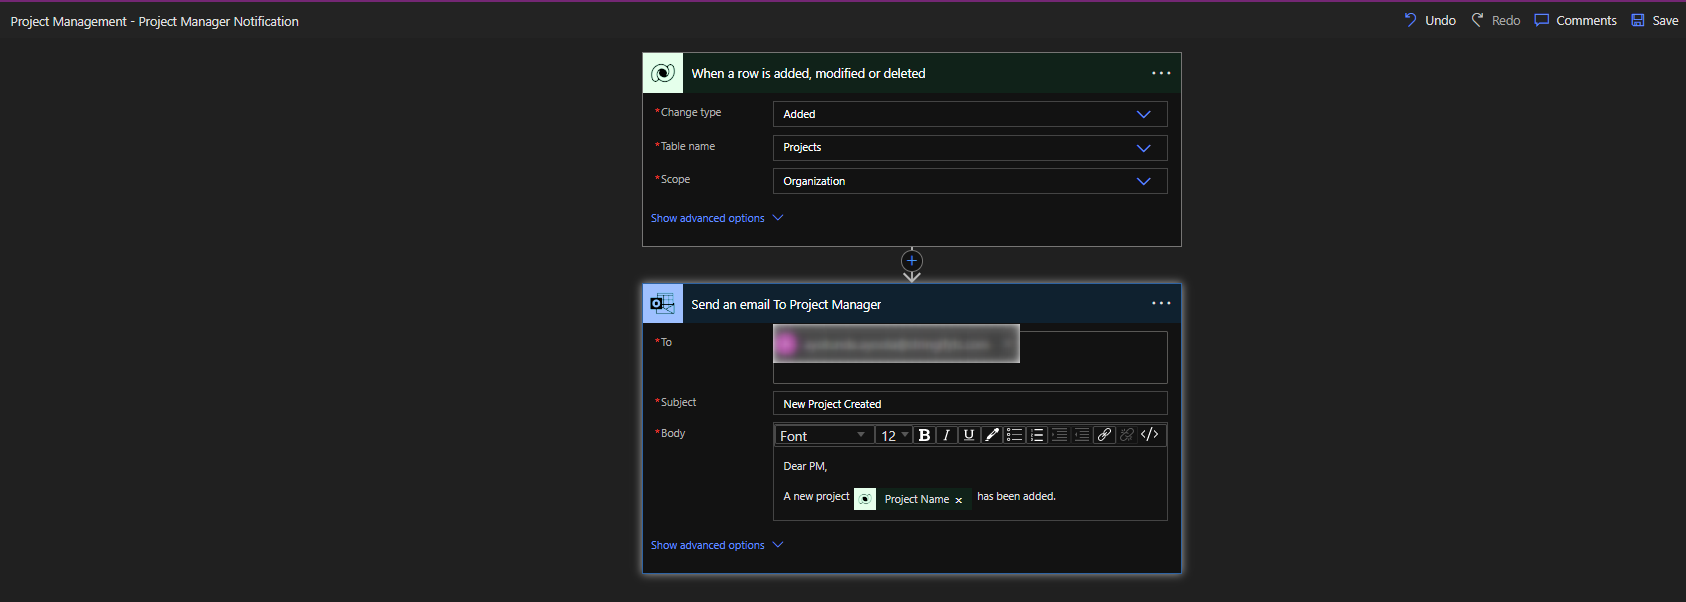 Project Management - Project Manager Notification
Undo Redo Comments Save
When a row is added, modified or deleted
*Change type Added
*Table name Projects
*Scope Organization
Show advanced options
Send an email To Project Manager
*To
*Subject New Project Created
*Body Font 12 B I U </>
Dear PM,
A new project Project Name × has been added.
Show advanced options